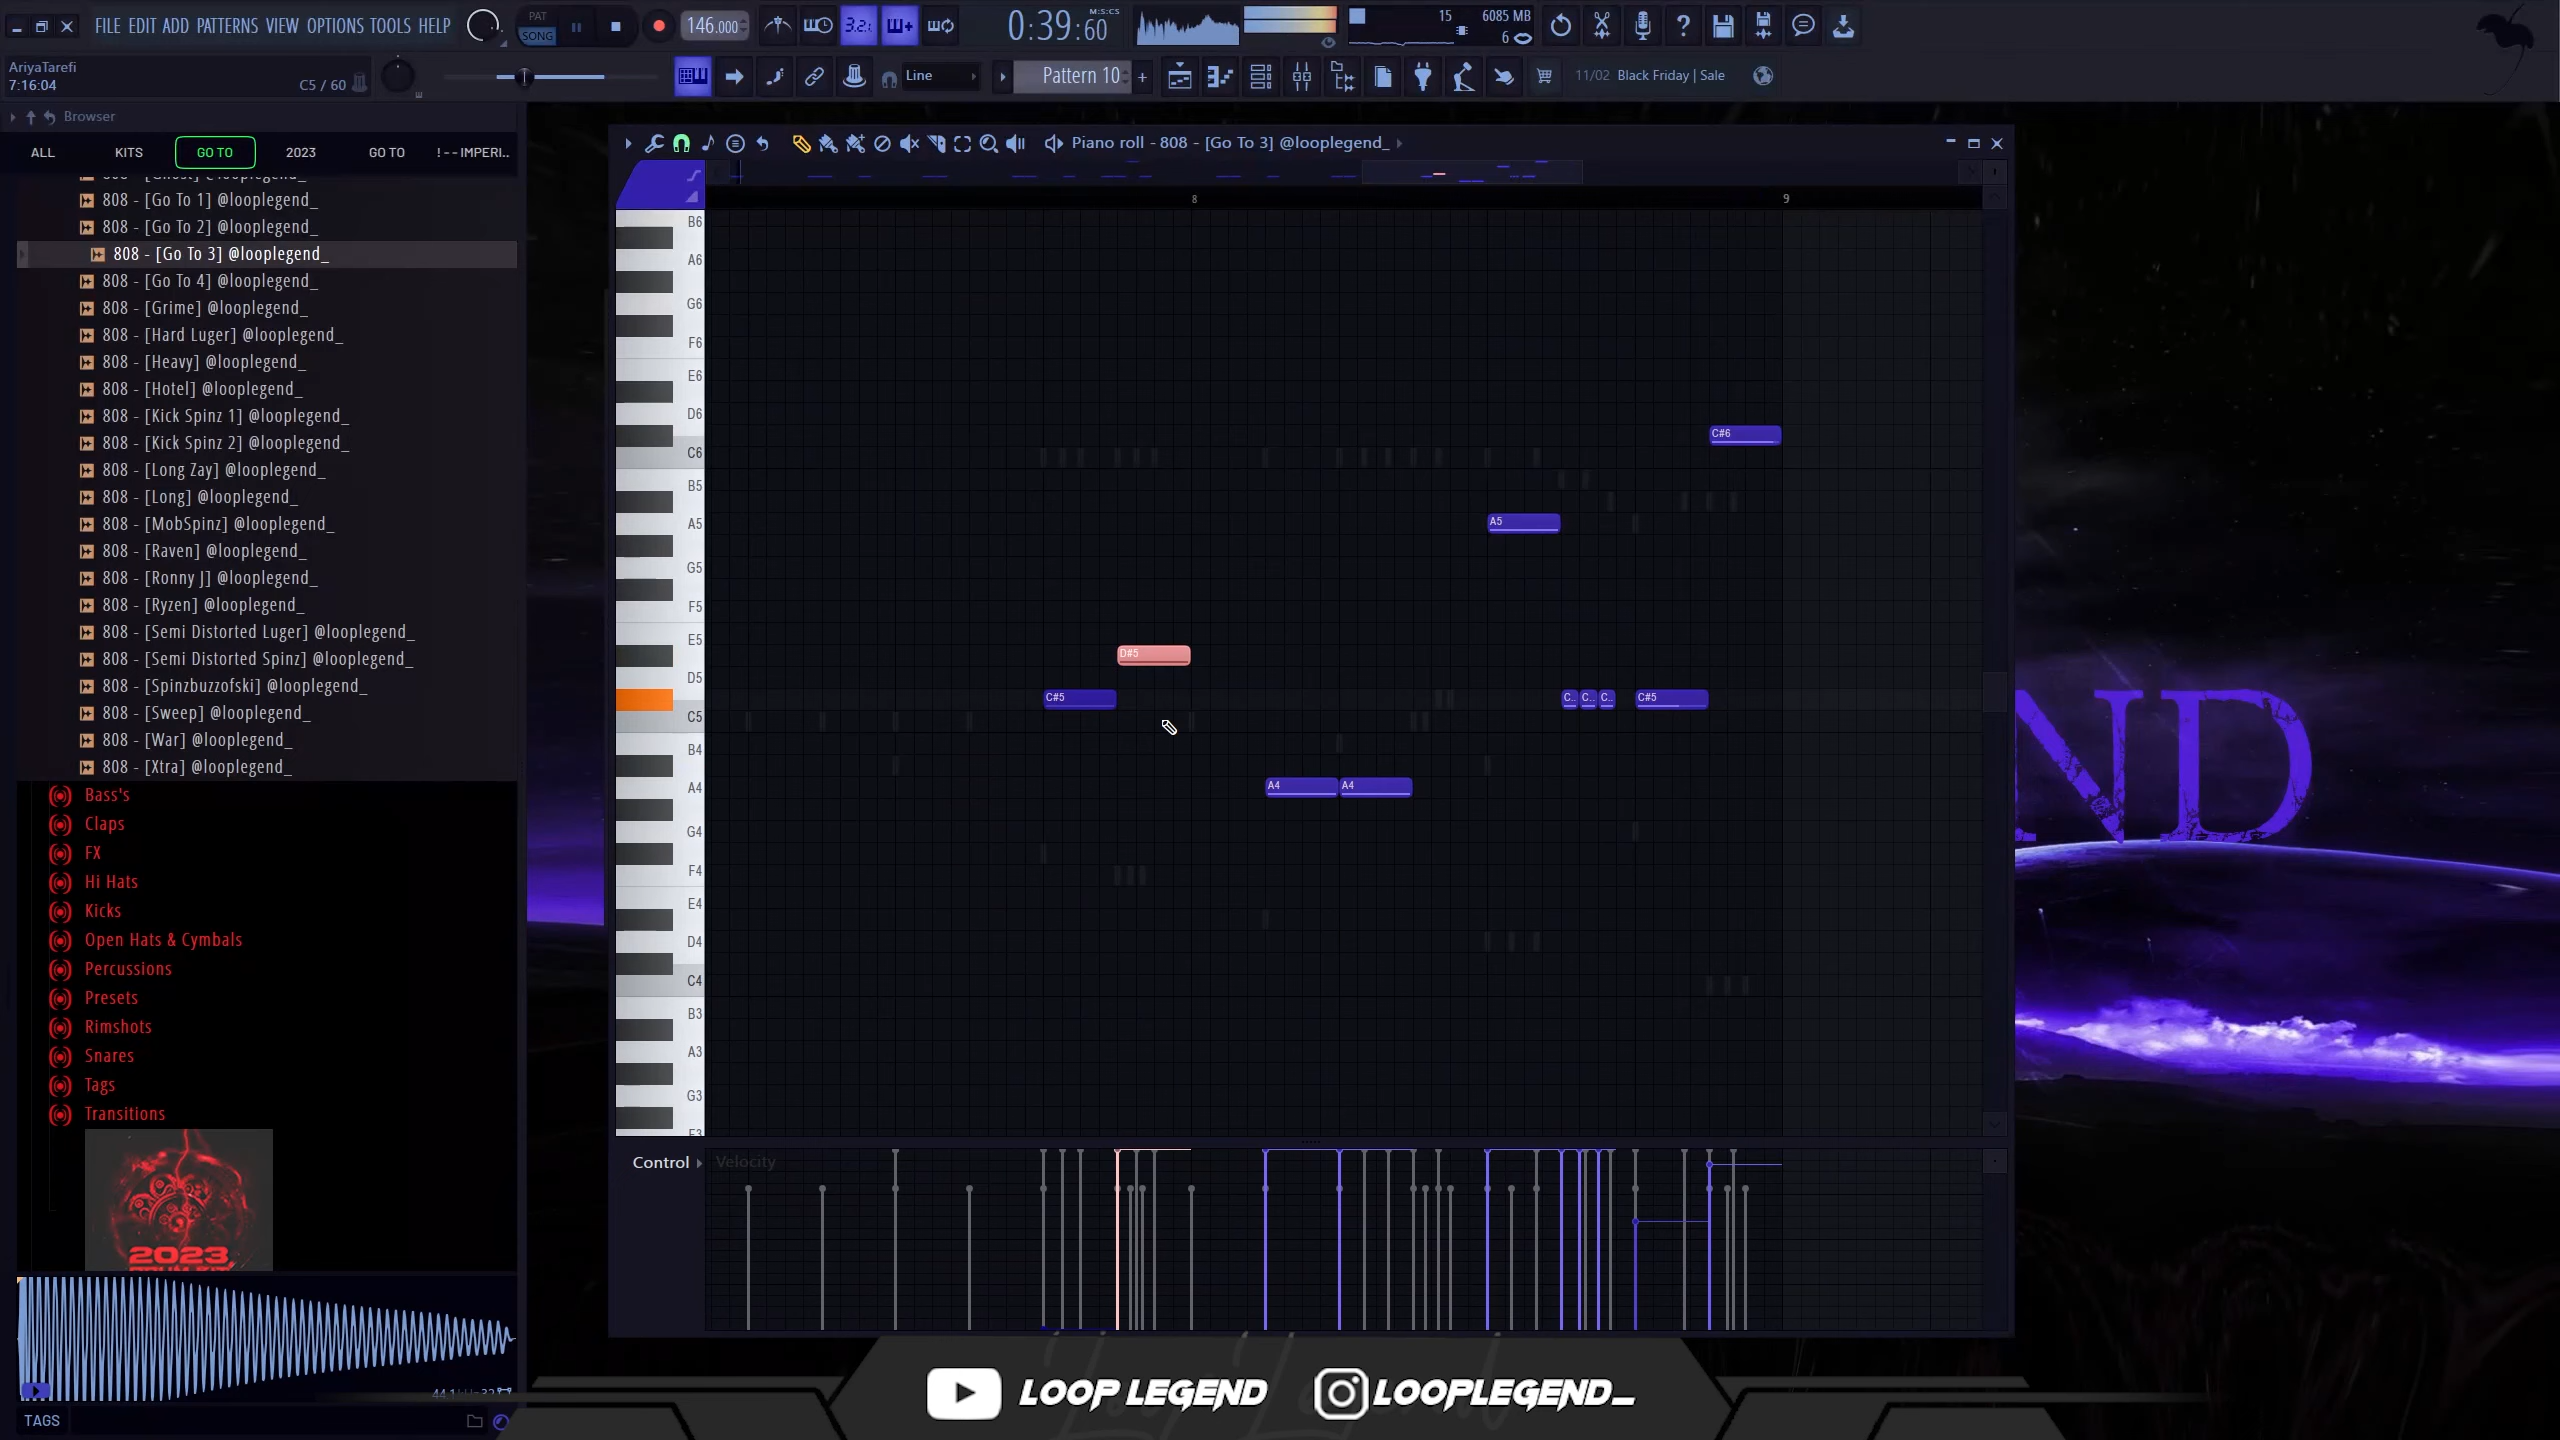 FILE EDIT ADD PATTERNS VIEW OPTIONS TOOLS HELP
PAT
SONG
146.000
3.2.1
0:39:60
M:S:CS
15
6085 MB
6
AriyaTarefi
7:16:04
C5 / 60
Line
Pattern 10
11/02 Black Friday | Sale
Browser
ALL
KITS
GO TO
2023
GO TO
!--IMPERI..
808 - [Go To 1] @looplegend_
808 - [Go To 2] @looplegend_
808 - [Go To 3] @looplegend_
808 - [Go To 4] @looplegend_
808 - [Grime] @looplegend_
808 - [Hard Luger] @looplegend_
808 - [Heavy] @looplegend_
808 - [Hotel] @looplegend_
808 - [Kick Spinz 1] @looplegend_
808 - [Kick Spinz 2] @looplegend_
808 - [Long Zay] @looplegend_
808 - [Long] @looplegend_
808 - [MobSpinz] @looplegend_
808 - [Raven] @looplegend_
808 - [Ronny J] @looplegend_
808 - [Ryzen] @looplegend_
808 - [Semi Distorted Luger] @looplegend_
808 - [Semi Distorted Spinz] @looplegend_
808 - [Spinzbuzzofski] @looplegend_
808 - [Sweep] @looplegend_
808 - [War] @looplegend_
808 - [Xtra] @looplegend_
Bass's
Claps
FX
Hi Hats
Kicks
Open Hats & Cymbals
Percussions
Presets
Rimshots
Snares
Tags
Transitions
2023
TAGS
Piano roll - 808 - [Go To 3] @looplegend_
8
9
B6
A6
G6
F6
E6
D6
C6
B5
A5
G5
F5
E5
D5
C5
B4
A4
G4
F4
E4
D4
C4
B3
A3
G3
C#6
A5
D#5
C#5
C..
C..
C..
C#5
A4
A4
Control
Velocity
ND
LOOP LEGEND
LOOPLEGEND_